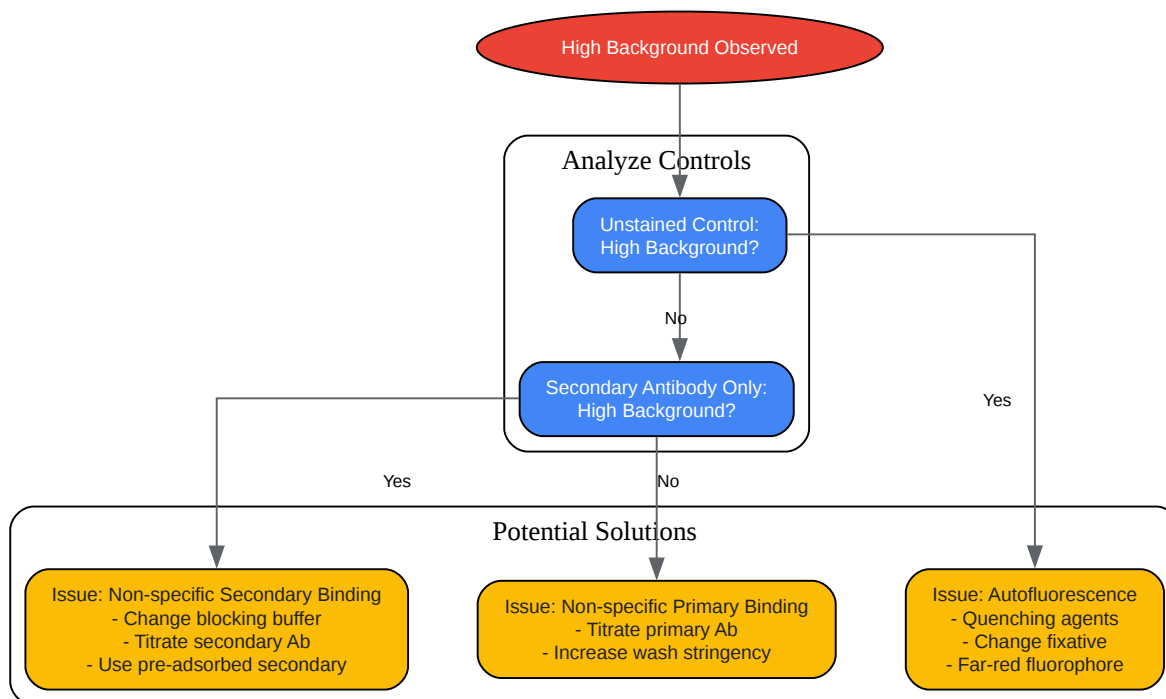 High Background Observed
Analyze Controls
Unstained Control:
High Background?
No
Secondary Antibody Only:
High Background?
Yes
Yes
No
Potential Solutions
Issue: Non-specific Secondary Binding
- Change blocking buffer
- Titrate secondary Ab
- Use pre-adsorbed secondary
Issue: Non-specific Primary Binding
- Titrate primary Ab
- Increase wash stringency
Issue: Autofluorescence
- Quenching agents
- Change fixative
- Far-red fluorophore